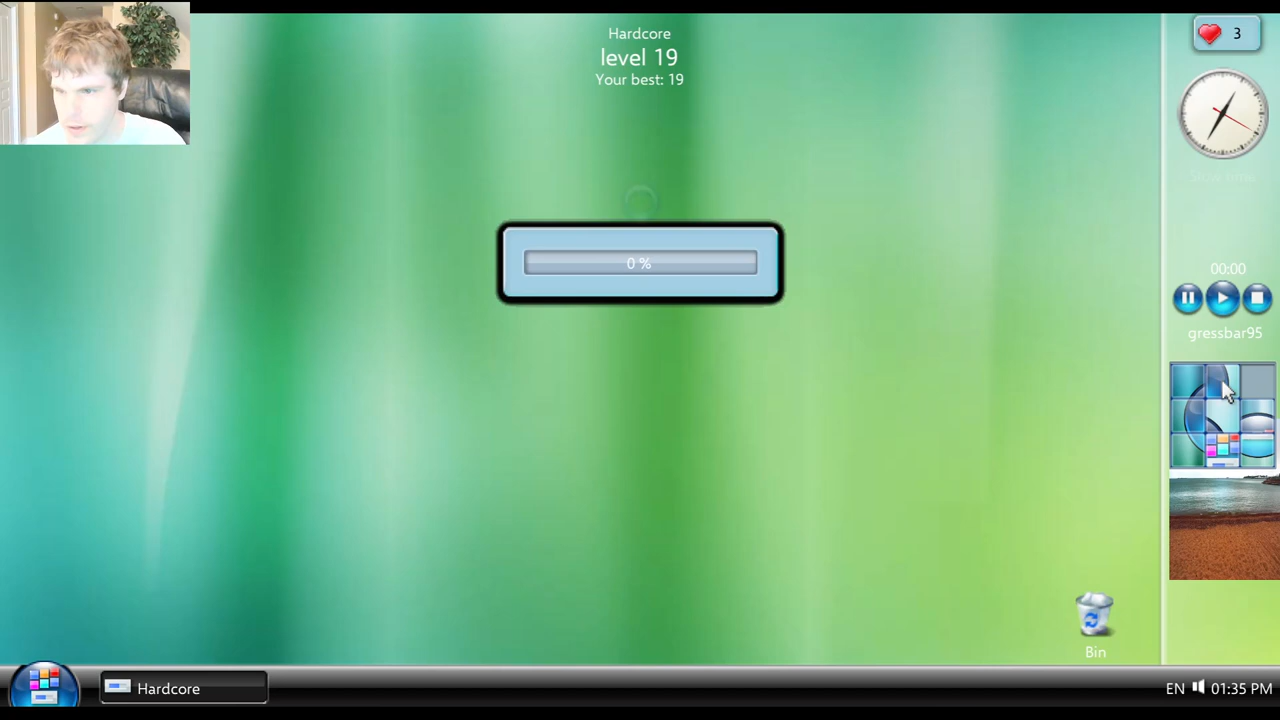 Hardcore
level 19
Your best: 19
3
0 %
00:00
gressbar95
Bin
Hardcore
EN 01:35 PM